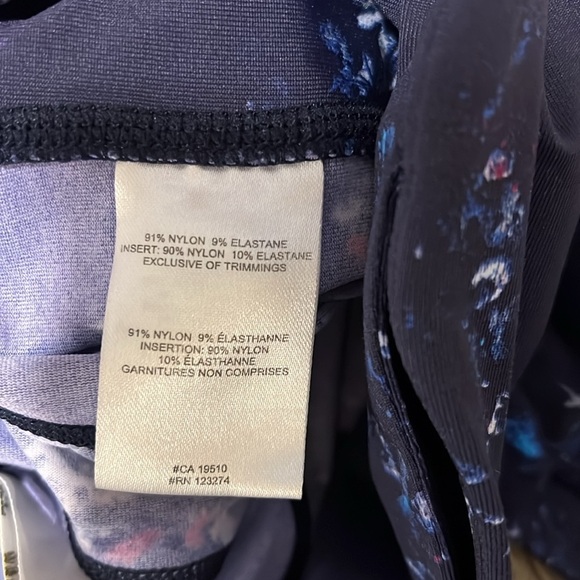 91% NYLON 9% ELASTANE
INSERT: 90% NYLON 10% ELASTANE
EXCLUSIVE OF TRIMMINGS
91% NYLON 9% ÉLASTHANNE
INSERTION: 90% NYLON
10% ÉLASTHANNE
GARNITURES NON COMPRISES
#CA 19510
#RN 123274